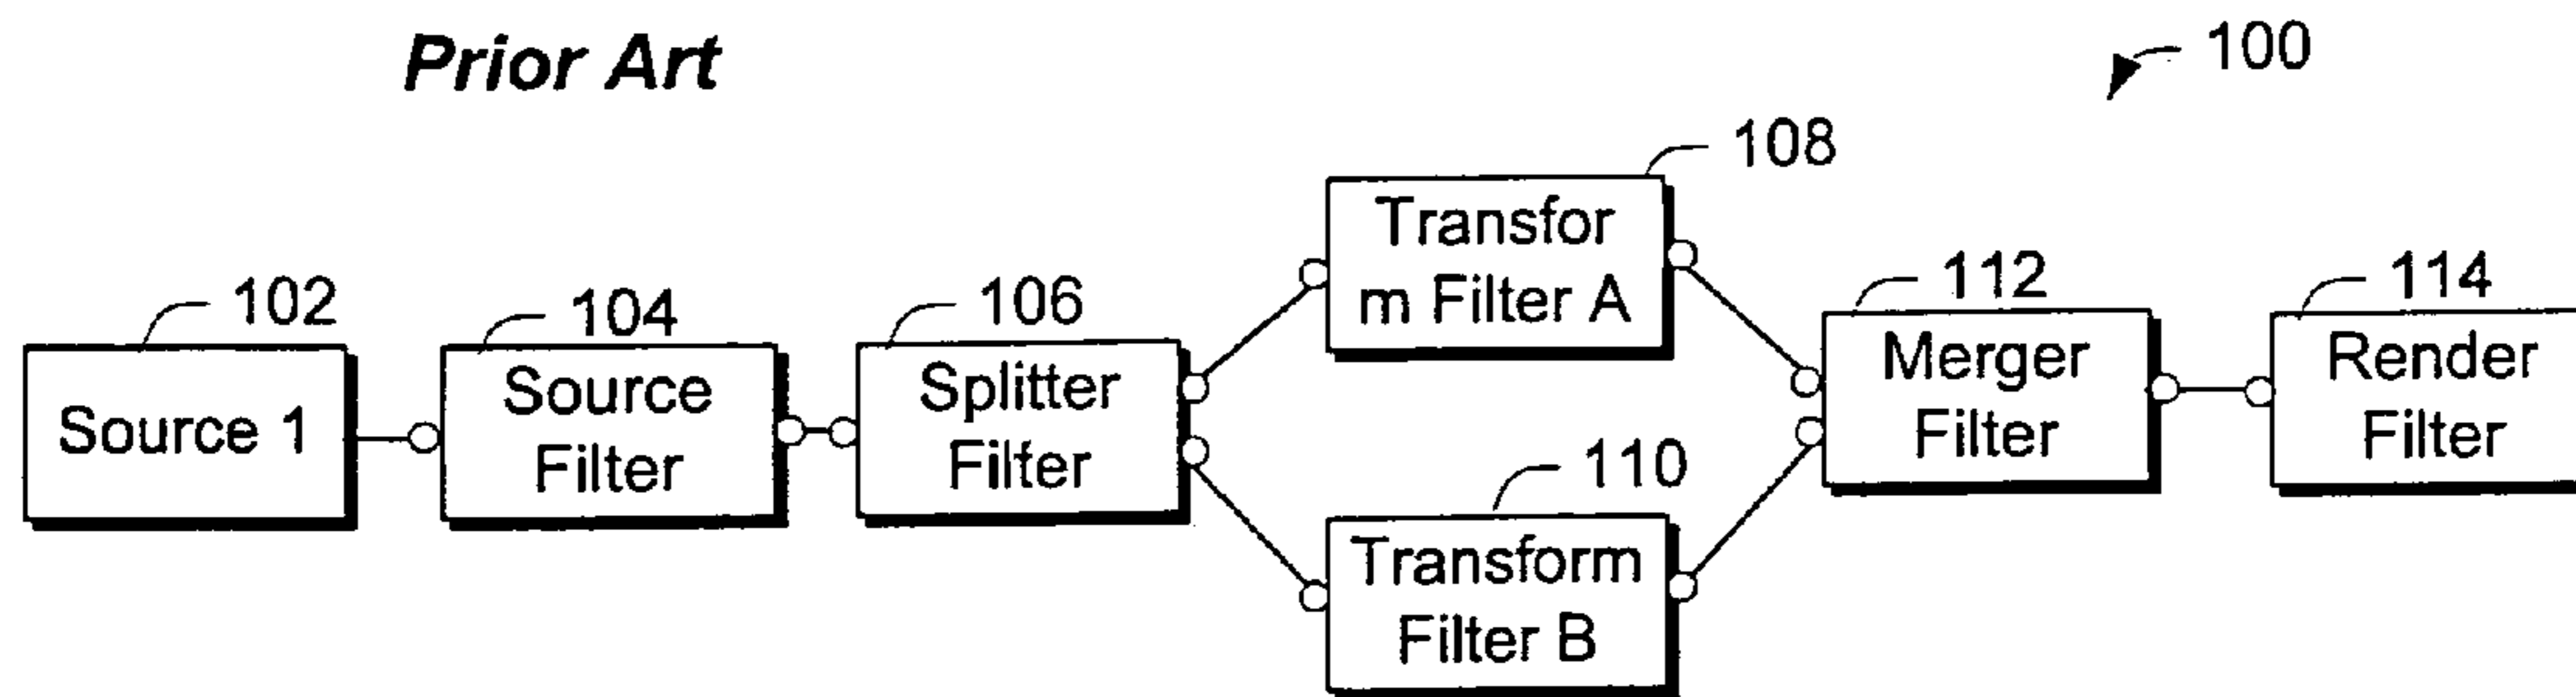 Prior Art
100
108
Transfor
m Filter A
102
Source 1
104
Source
Filter
106
Splitter
Filter
110
Transform
Filter B
112
Merger
Filter
114
Render
Filter